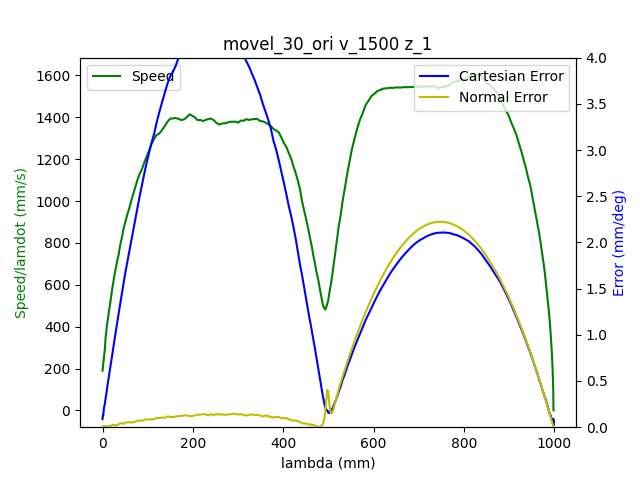 movel_30_ori v_1500 z_1
Speed
Cartesian Error
Normal Error
Speed/lamdot (mm/s)
1600
1400
1200
1000
800
600
400
200
0
4.0
3.5
3.0
2.5
2.0
1.5
1.0
0.5
0.0
Error (mm/deg)
0 200 400 600 800 1000
lambda (mm)